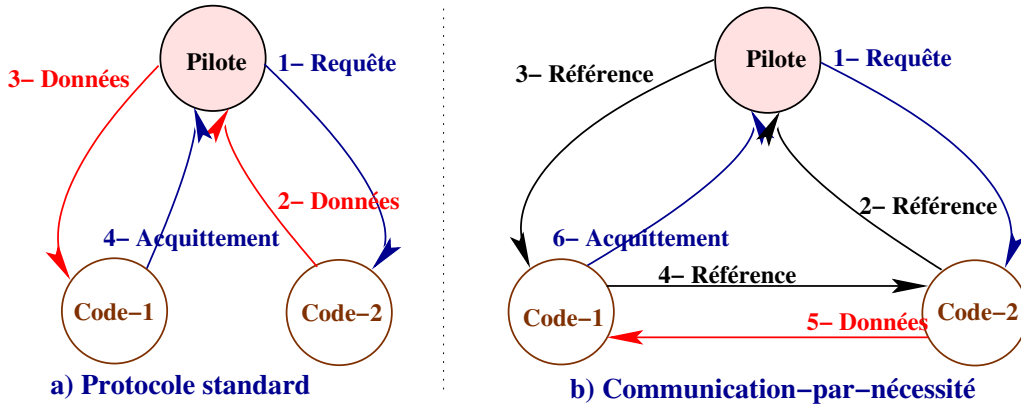 Pilote
1– Requête
3– Données
2– Données
4– Acquittement
Code–1
Code–2
a) Protocole standard
Pilote
1– Requête
3– Référence
2– Référence
6– Acquittement
4– Référence
Code–1
Code–2
5– Données
b) Communication–par–nécessité